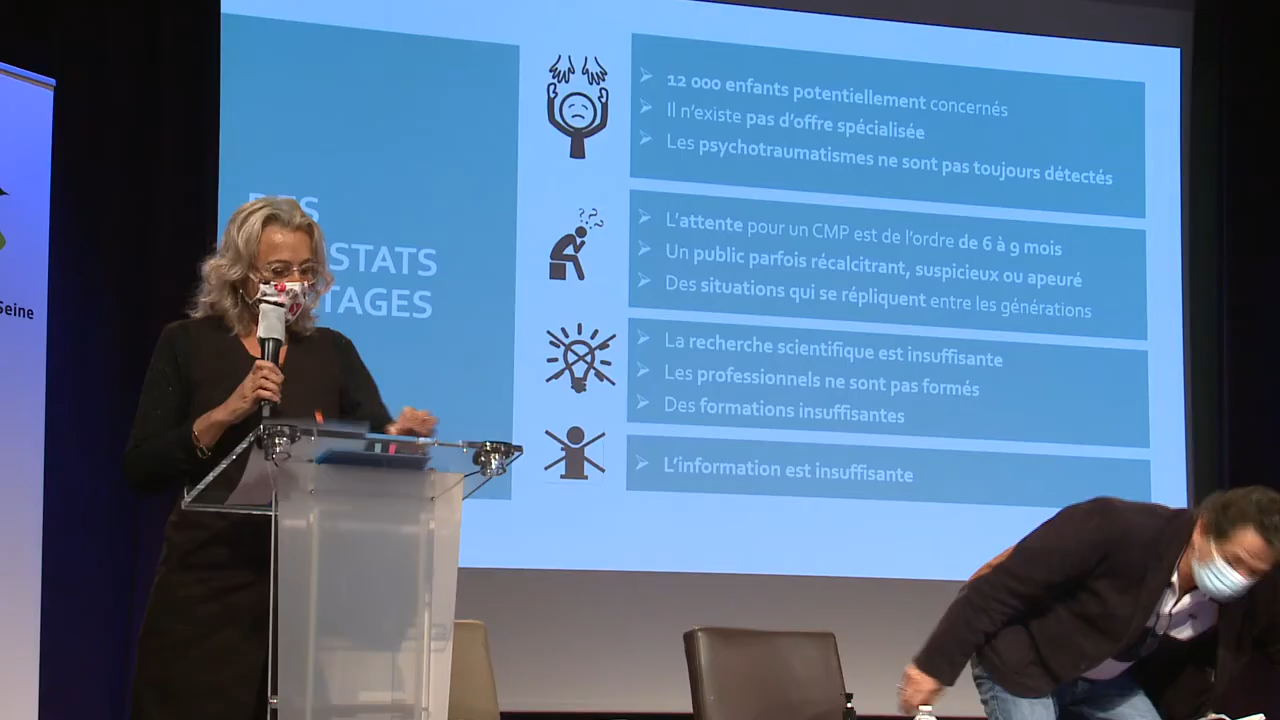 Seine
STATS
TAGES
12 000 enfants potentiellement concernés
Il n'existe pas d'offre spécialisée
Les psychotraumatismes ne sont pas toujours détectés
L'attente pour un CMP est de l'ordre de 6 à 9 mois
Un public parfois récalcitrant, suspicieux ou apeuré
Des situations qui se répliquent entre les générations
La recherche scientifique est insuffisante
Les professionnels ne sont pas formés
Des formations insuffisantes
L'information est insuffisante